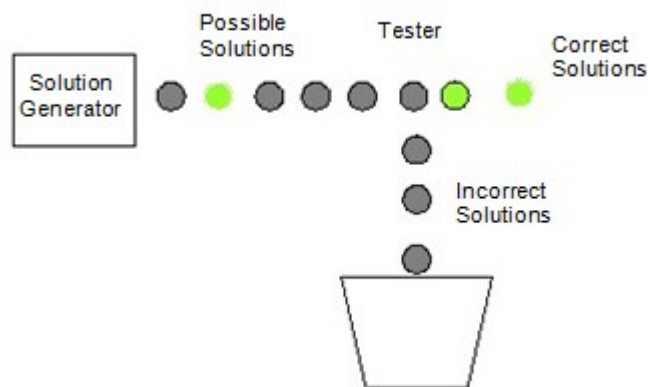 Possible
Solutions
Tester
Correct
Solutions
Solution
Generator
Incorrect
Solutions